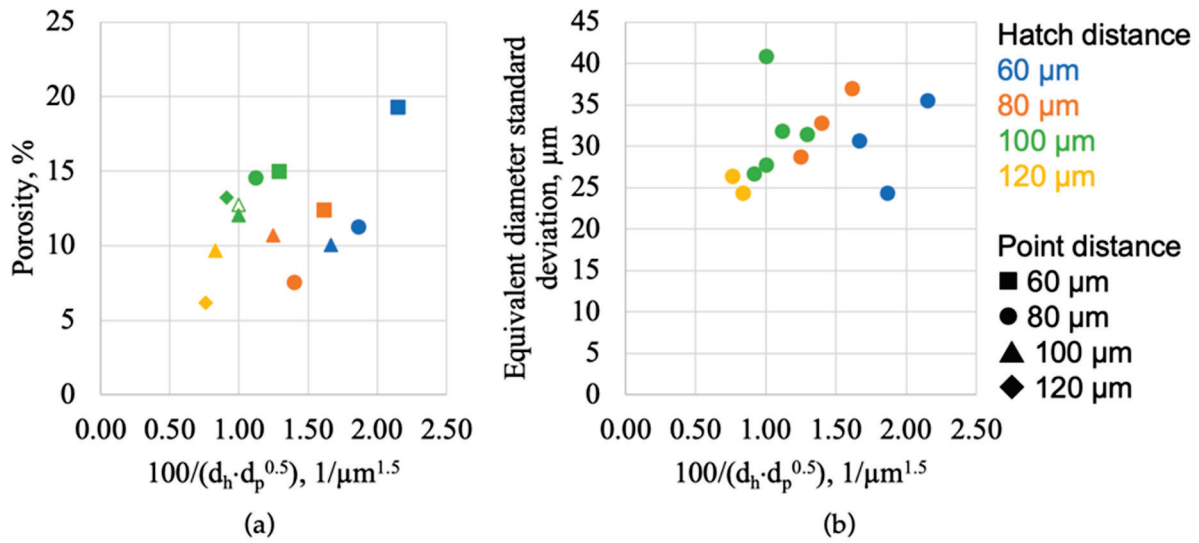 25
20
15
10
5
0
Porosity, %
0.00 0.50 1.00 1.50 2.00 2.50
100/(dₕ·dₚ⁰·⁵), 1/µm¹·⁵
(a)
45
40
35
30
25
20
15
10
5
0
Equivalent diameter standard
deviation, µm
0.00 0.50 1.00 1.50 2.00 2.50
100/(dₕ·dₚ⁰·⁵), 1/µm¹·⁵
(b)
Hatch distance
60 µm
80 µm
100 µm
120 µm
Point distance
60 µm
80 µm
100 µm
120 µm